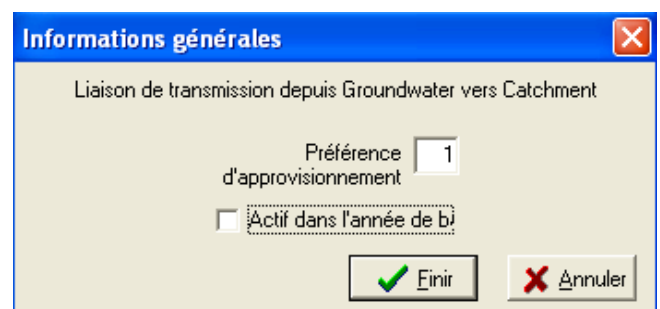 Informations générales
Liaison de transmission depuis Groundwater vers Catchment
Préférence 1
d'approvisionnement
Actif dans l'année de
Finir Annuler